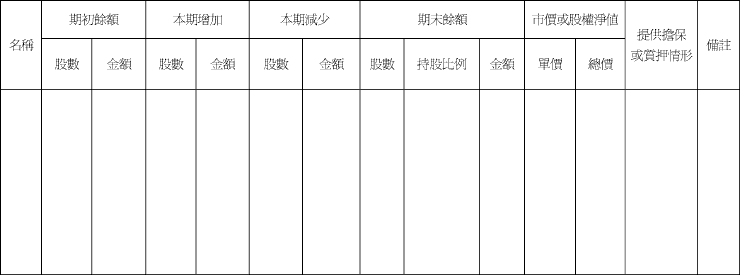 名稱 期初餘額 本期增加 本期減少 期末餘額 市價或股權淨值 提供擔保 備註
或質押情形
股數 金額 股數 金額 股數 金額 股數 持股比例 金額 單價 總價